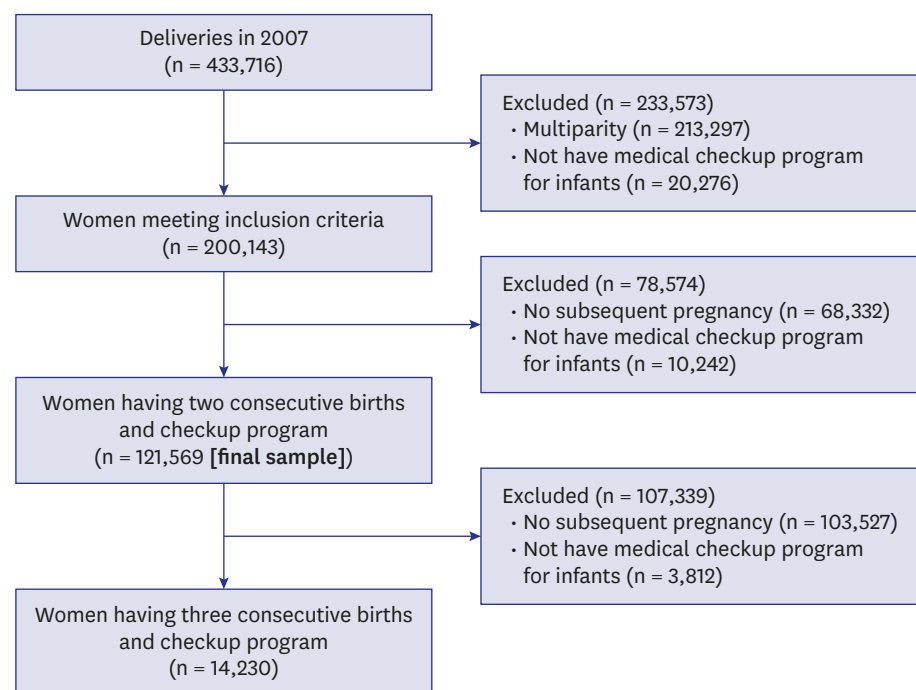 Deliveries in 2007
(n = 433,716)
Excluded (n = 233,573)
· Multiparity (n = 213,297)
· Not have medical checkup program
for infants (n = 20,276)
Women meeting inclusion criteria
(n = 200,143)
Excluded (n = 78,574)
· No subsequent pregnancy (n = 68,332)
· Not have medical checkup program
for infants (n = 10,242)
Women having two consecutive births
and checkup program
(n = 121,569 [final sample])
Excluded (n = 107,339)
· No subsequent pregnancy (n = 103,527)
· Not have medical checkup program
for infants (n = 3,812)
Women having three consecutive births
and checkup program
(n = 14,230)